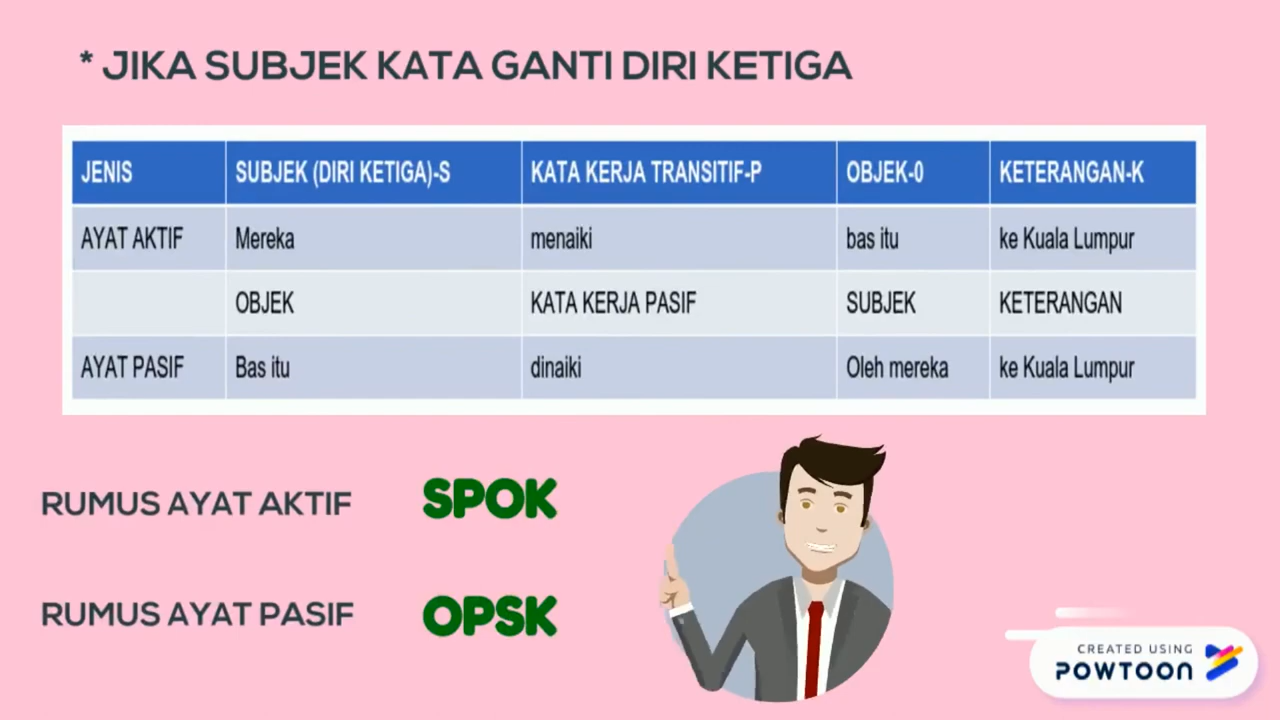 * JIKA SUBJEK KATA GANTI DIRI KETIGA
JENIS SUBJEK (DIRI KETIGA)-S KATA KERJA TRANSITIF-P OBJEK-0 KETERANGAN-K
AYAT AKTIF Mereka menaiki bas itu ke Kuala Lumpur
OBJEK KATA KERJA PASIF SUBJEK KETERANGAN
AYAT PASIF Bas itu dinaiki Oleh mereka ke Kuala Lumpur
RUMUS AYAT AKTIF SPOK
RUMUS AYAT PASIF OPSK
CREATED USING
POWTOON